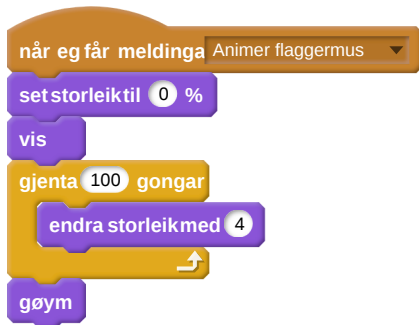 når eg får meldinga Animer flaggermus
set storleik til 0 %
vis
gjenta 100 gongar
endra storleik med 4
gøym